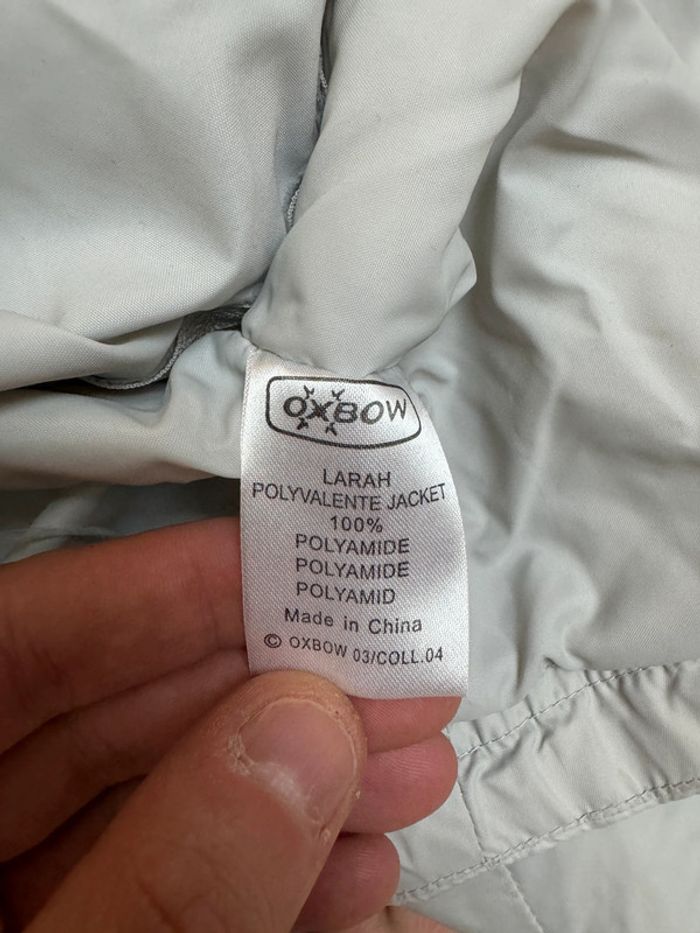 OXBOW
LARAH
POLYVALENTE JACKET
100%
POLYAMIDE
POLYAMIDE
POLYAMID
Made in China
© OXBOW 03/COLL.04